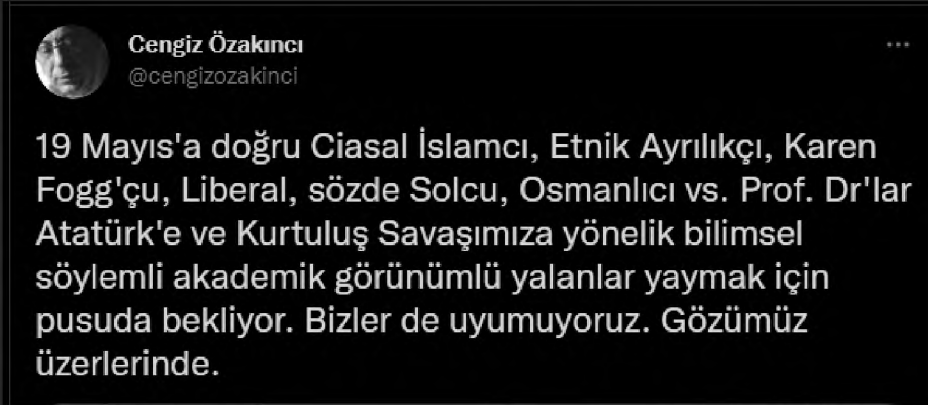 Cengiz Özakıncı
@cengizozakinci
19 Mayıs'a doğru Ciasal İslamcı, Etnik Ayrılıkçı, Karen
Fogg'çu, Liberal, sözde Solcu, Osmanlıcı vs. Prof. Dr'lar
Atatürk'e ve Kurtuluş Savaşımıza yönelik bilimsel
söylemli akademik görünümlü yalanlar yaymak için
pusuda bekliyor. Bizler de uyumuyoruz. Gözümüz
üzerlerinde.